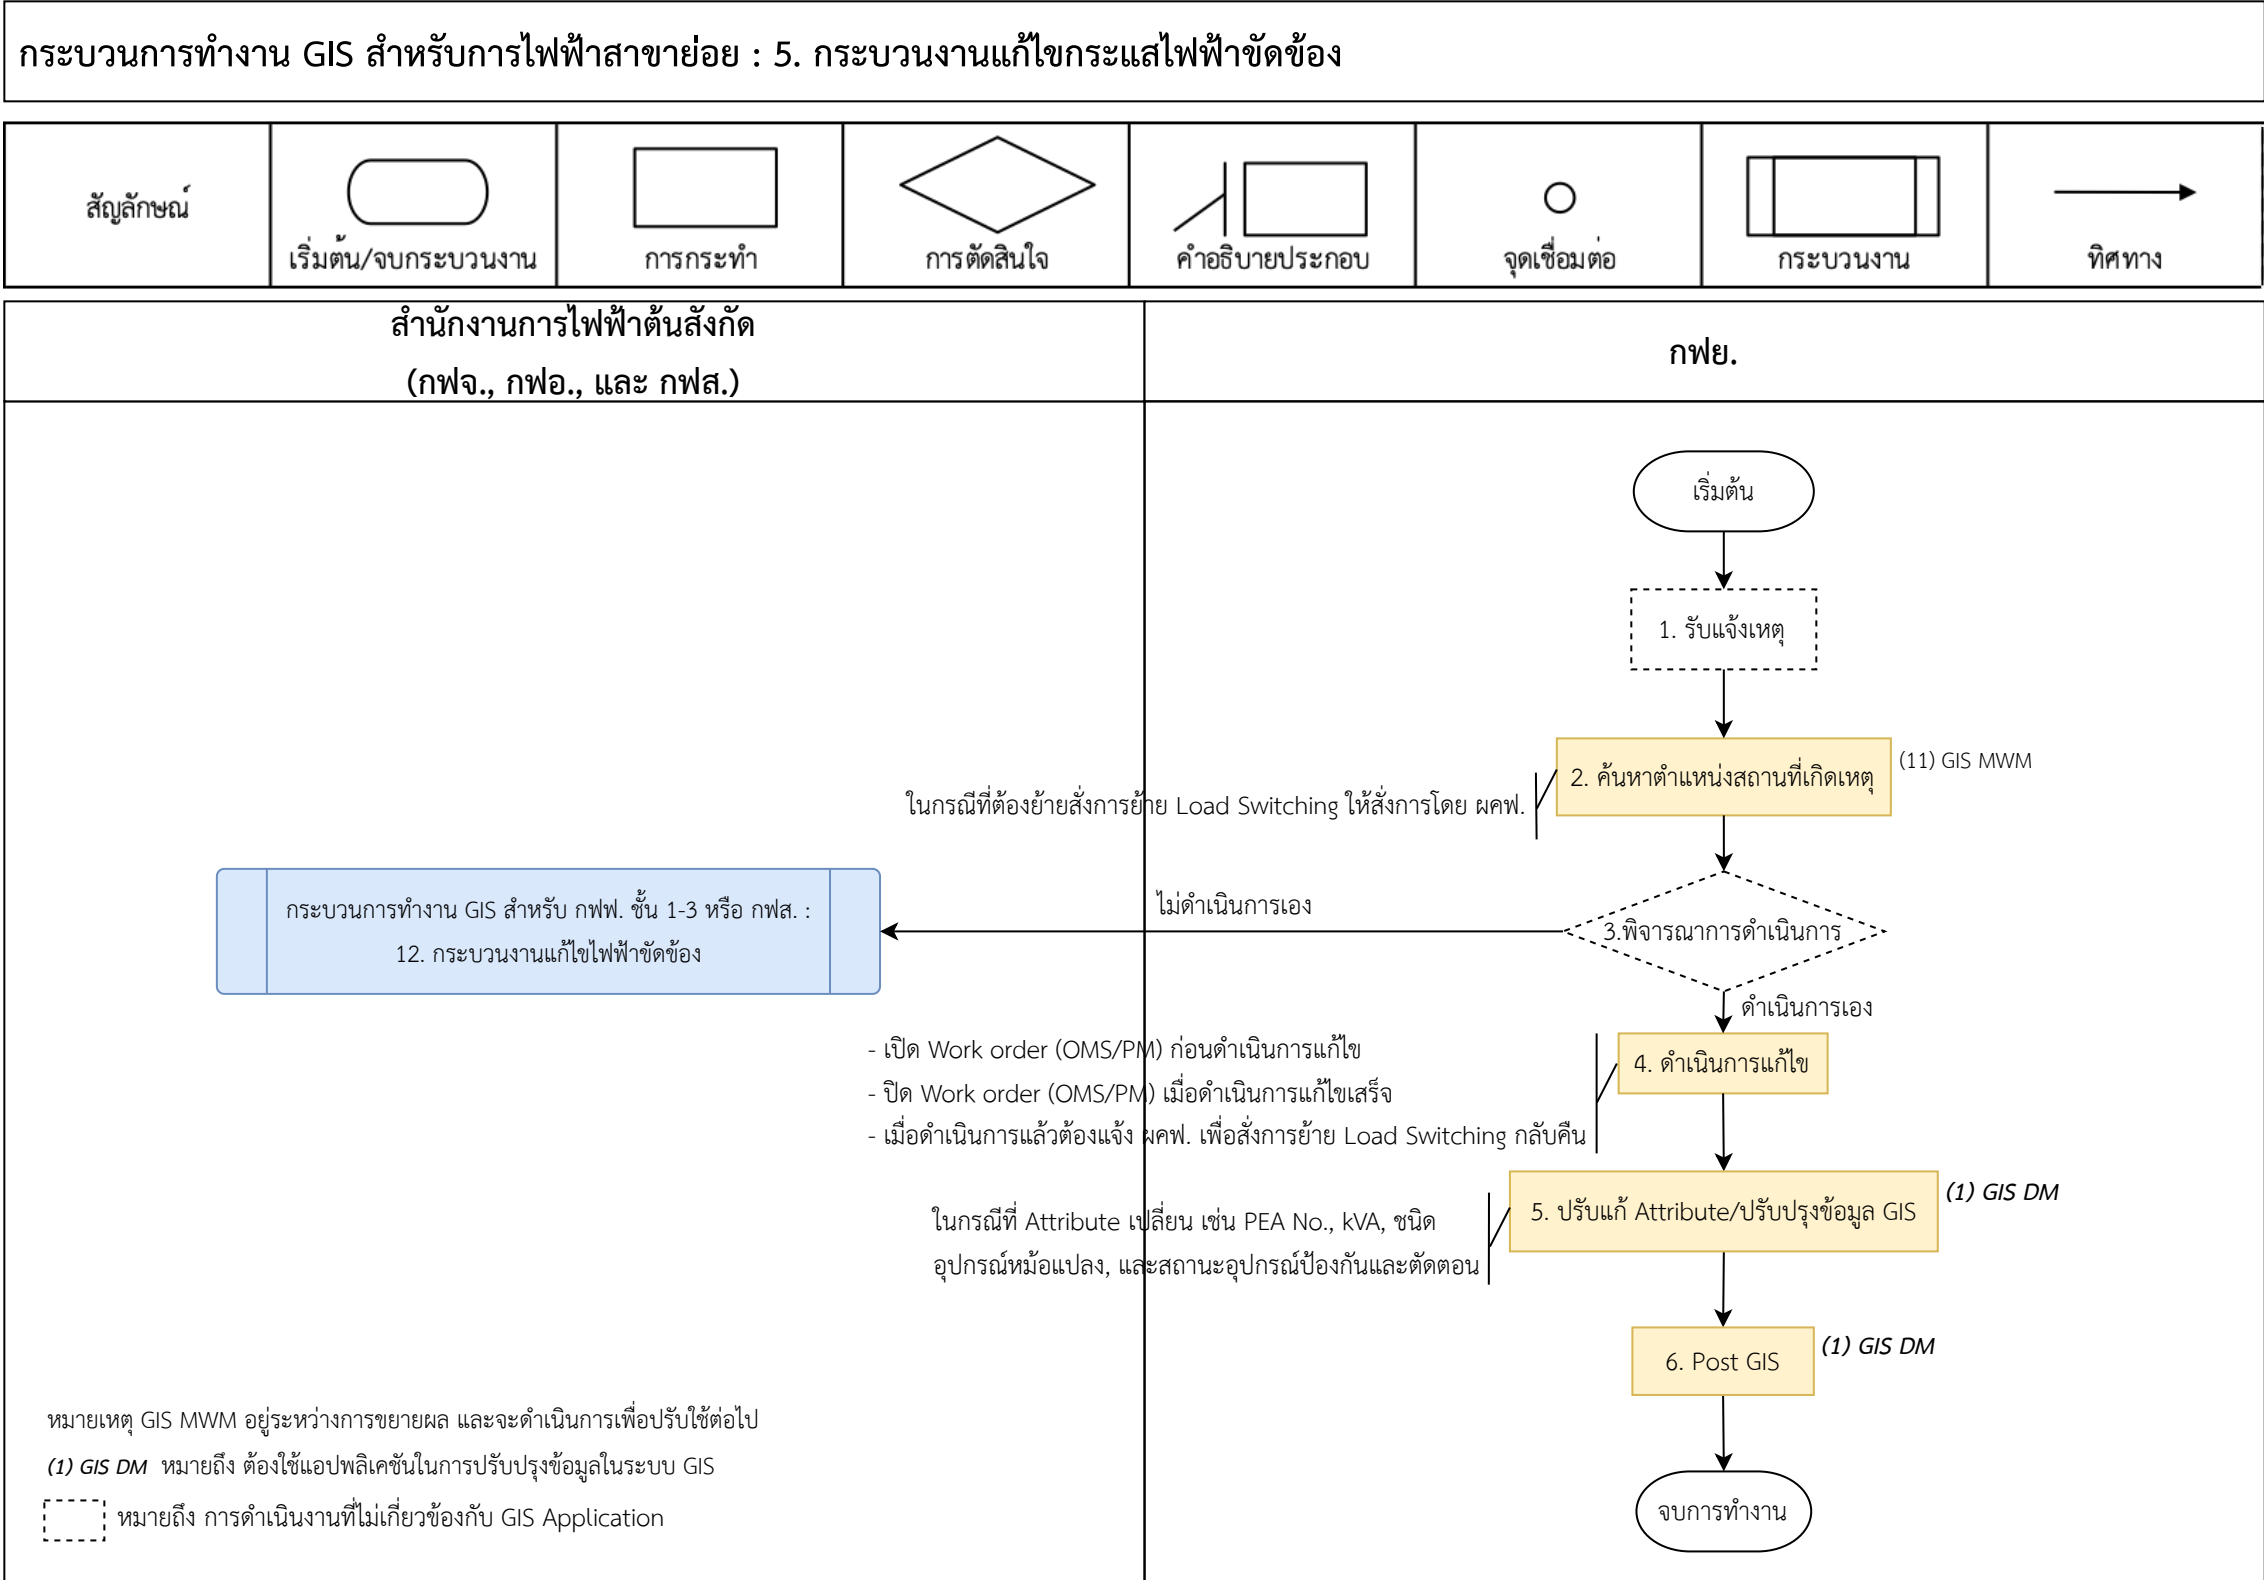 กระบวนการทำงาน GIS สำหรับการไฟฟ้าสาขาย่อย : 5. กระบวนงานแก้ไขกระแสไฟฟ้าขัดข้อง
สัญลักษณ์
เริ่มต้น/จบกระบวนงาน
การกระทำ
การตัดสินใจ
คำอธิบายประกอบ
จุดเชื่อมต่อ
กระบวนงาน
ทิศทาง
สำนักงานการไฟฟ้าต้นสังกัด
(กฟจ., กฟอ., และ กฟส.)
กฟย.
เริ่มต้น
1. รับแจ้งเหตุ
2. ค้นหาตำแหน่งสถานที่เกิดเหตุ
(11) GIS MWM
ในกรณีที่ต้องย้ายสั่งการย้าย Load Switching ให้สั่งการโดย ผคฟ.
กระบวนการทำงาน GIS สำหรับ กฟฟ. ชั้น 1-3 หรือ กฟส. :
12. กระบวนงานแก้ไขไฟฟ้าขัดข้อง
ไม่ดำเนินการเอง
3.พิจารณาการดำเนินการ
ดำเนินการเอง
- เปิด Work order (OMS/PM) ก่อนดำเนินการแก้ไข
- ปิด Work order (OMS/PM) เมื่อดำเนินการแก้ไขเสร็จ
- เมื่อดำเนินการแล้วต้องแจ้ง ผคฟ. เพื่อสั่งการย้าย Load Switching กลับคืน
4. ดำเนินการแก้ไข
5. ปรับแก้ Attribute/ปรับปรุงข้อมูล GIS
(1) GIS DM
ในกรณีที่ Attribute เปลี่ยน เช่น PEA No., kVA, ชนิด
อุปกรณ์หม้อแปลง, และสถานะอุปกรณ์ป้องกันและตัดตอน
6. Post GIS
(1) GIS DM
จบการทำงาน
หมายเหตุ GIS MWM อยู่ระหว่างการขยายผล และจะดำเนินการเพื่อปรับใช้ต่อไป
(1) GIS DM หมายถึง ต้องใช้แอปพลิเคชันในการปรับปรุงข้อมูลในระบบ GIS
หมายถึง การดำเนินงานที่ไม่เกี่ยวข้องกับ GIS Application